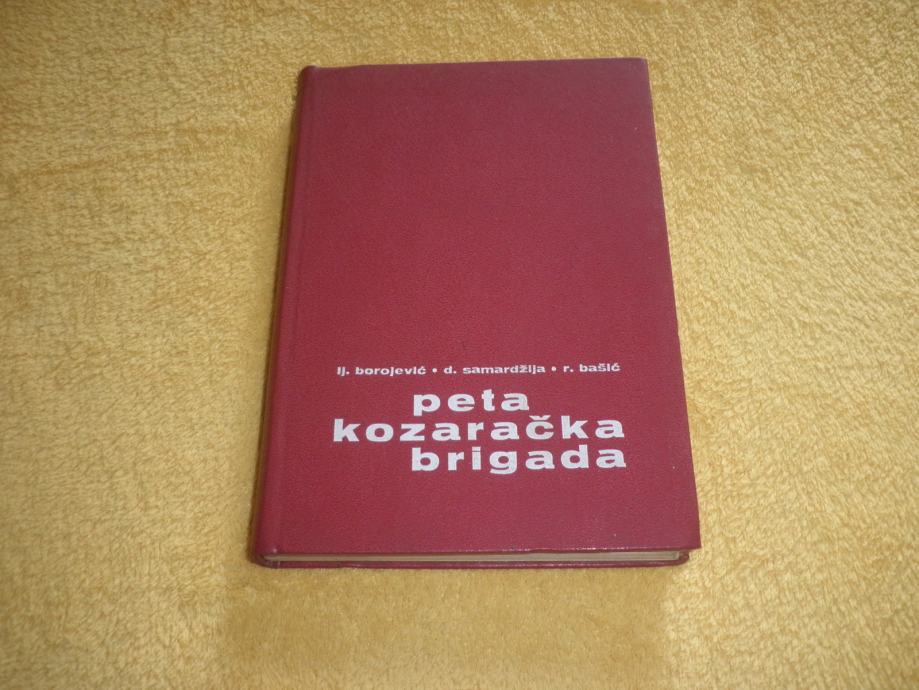 lj. borojević • d. samardžija • r. bašić
peta
kozaračka
brigada